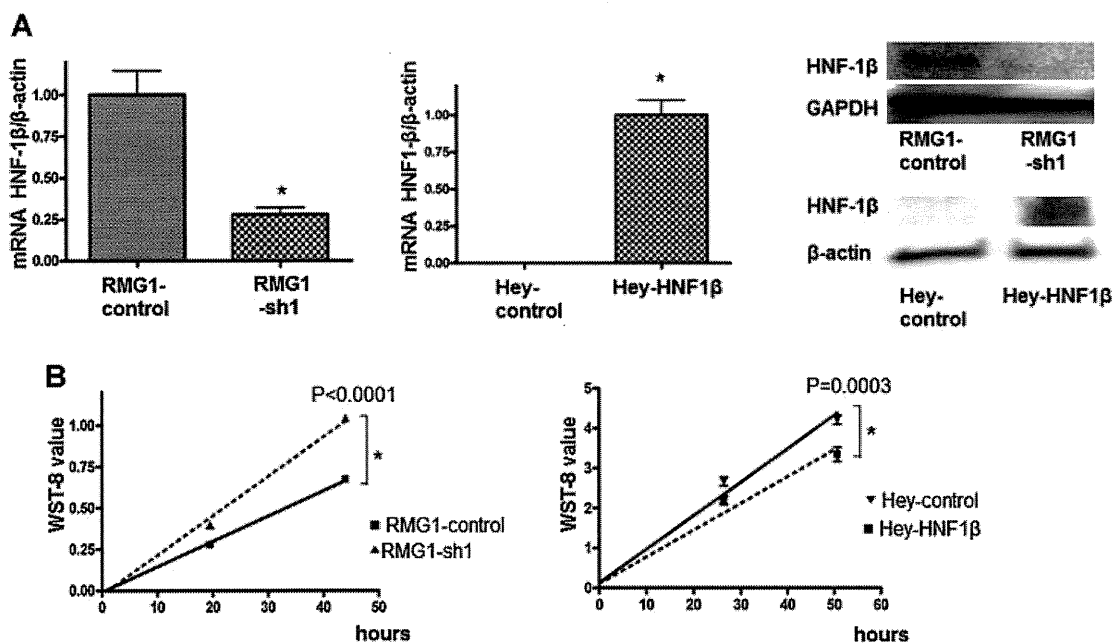 A
mRNA HNF-1β/β-actin
1.00
0.75
0.50
0.25
0.00
*
RMG1-
control
RMG1
-sh1
mRNA HNF1-β/β-actin
1.00
0.75
0.50
0.25
0.00
*
Hey-
control
Hey-HNF1β
HNF-1β
GAPDH
RMG1-
control
RMG1
-sh1
HNF-1β
β-actin
Hey-
control
Hey-HNF1β
B
WST-8 value
1.00
0.75
0.50
0.25
0.00
0 10 20 30 40 50
hours
P<0.0001
*
RMG1-control
RMG1-sh1
WST-8 value
5
4
3
2
1
0
0 10 20 30 40 50 60
hours
P=0.0003
*
Hey-control
Hey-HNF1β